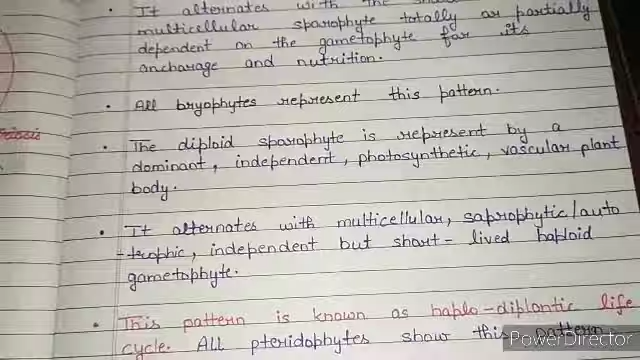 • It alternates with the
multicellular sporophyte totally or partially
dependent on the gametophyte for its
anchorage and nutrition.
• All bryophytes represent this pattern.
• The diploid sporophyte is represent by a
dominant, independent, photosynthetic, vascular plant
body.
• It alternates with multicellular, saprophytic/auto
-trophic, independent but short-lived haploid
gametophyte.
• This pattern is known as haplo-diplontic life
cycle. All pteridophytes show this pattern
PowerDirector